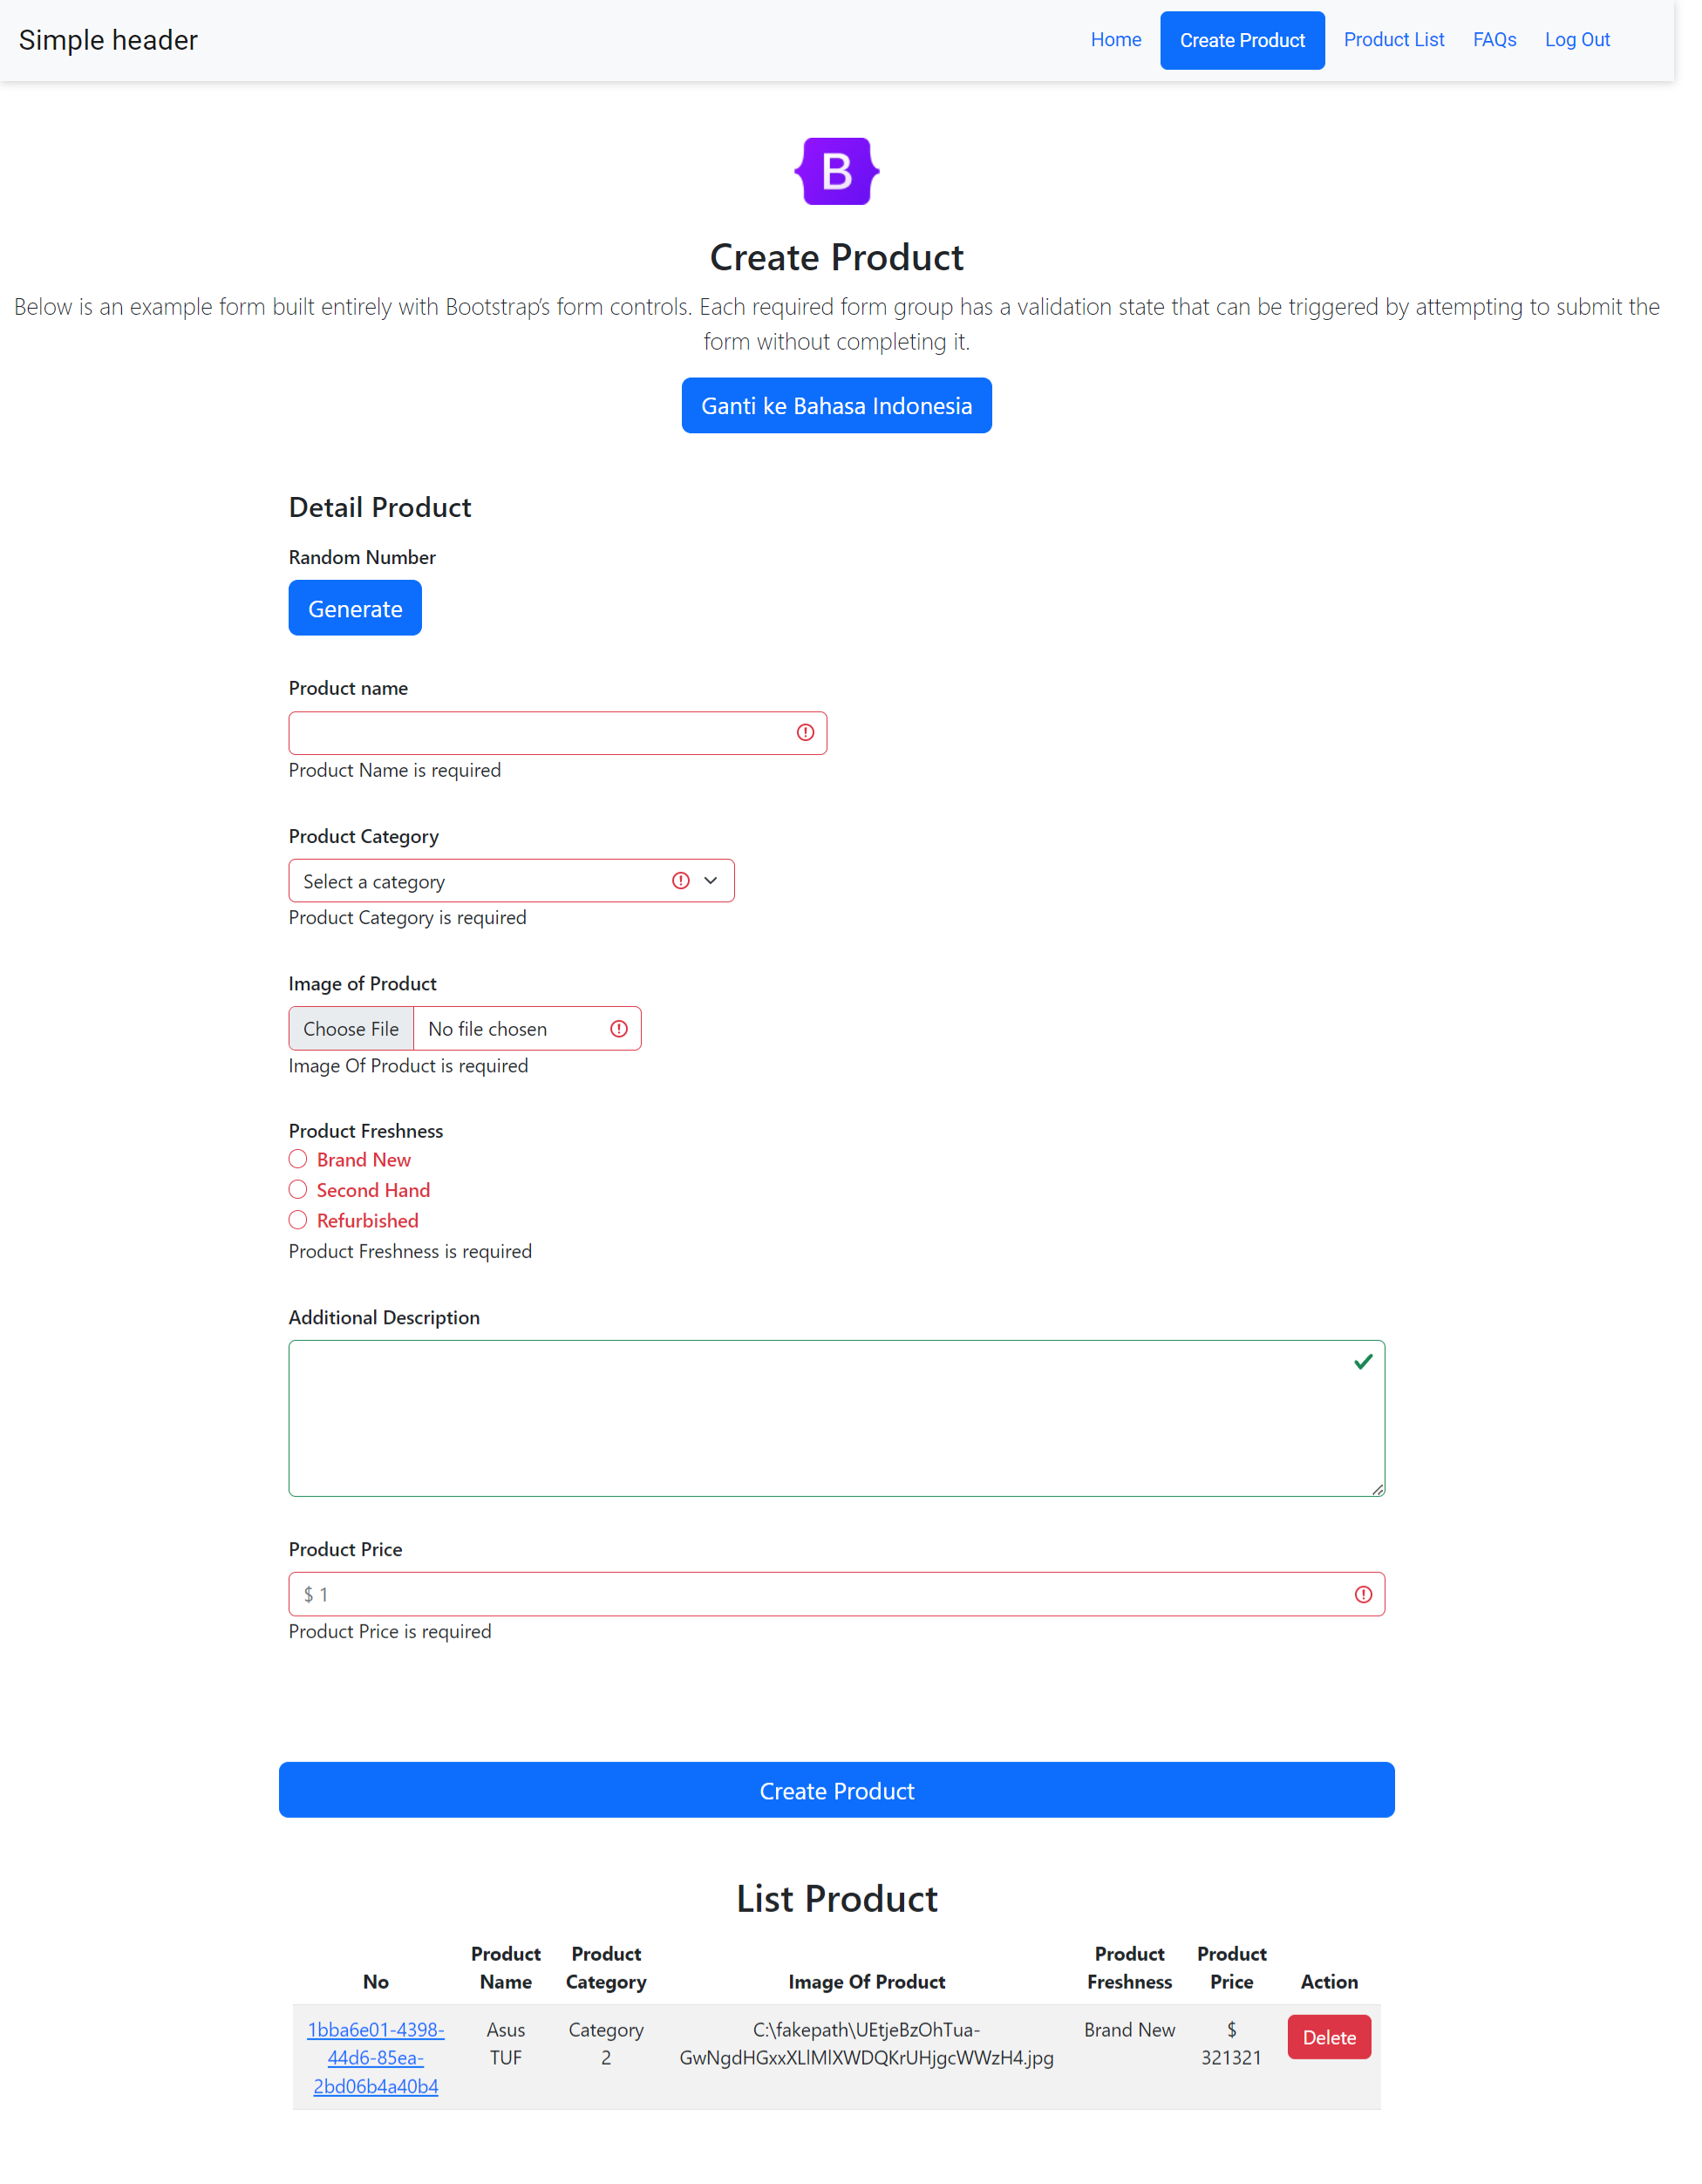 Simple header
Home
Create Product
Product List
FAQs
Log Out
B
Create Product
Below is an example form built entirely with Bootstrap’s form controls. Each required form group has a validation state that can be triggered by attempting to submit the
form without completing it.
Ganti ke Bahasa Indonesia
Detail Product
Random Number
Generate
Product name
Product Name is required
Product Category
Select a category
Product Category is required
Image of Product
Choose File No file chosen
Image Of Product is required
Product Freshness
Brand New
Second Hand
Refurbished
Product Freshness is required
Additional Description
Product Price
$ 1
Product Price is required
Create Product
List Product
No
Product
Name
Product
Category
Image Of Product
Product
Freshness
Product
Price
Action
1bba6e01-4398-
44d6-85ea-
2bd06b4a40b4
Asus
TUF
Category
2
C:\fakepath\UEtjeBzOhTua-
GwNgdHGxxXLlMlXWDQKrUHjgcWWzH4.jpg
Brand New
$
321321
Delete